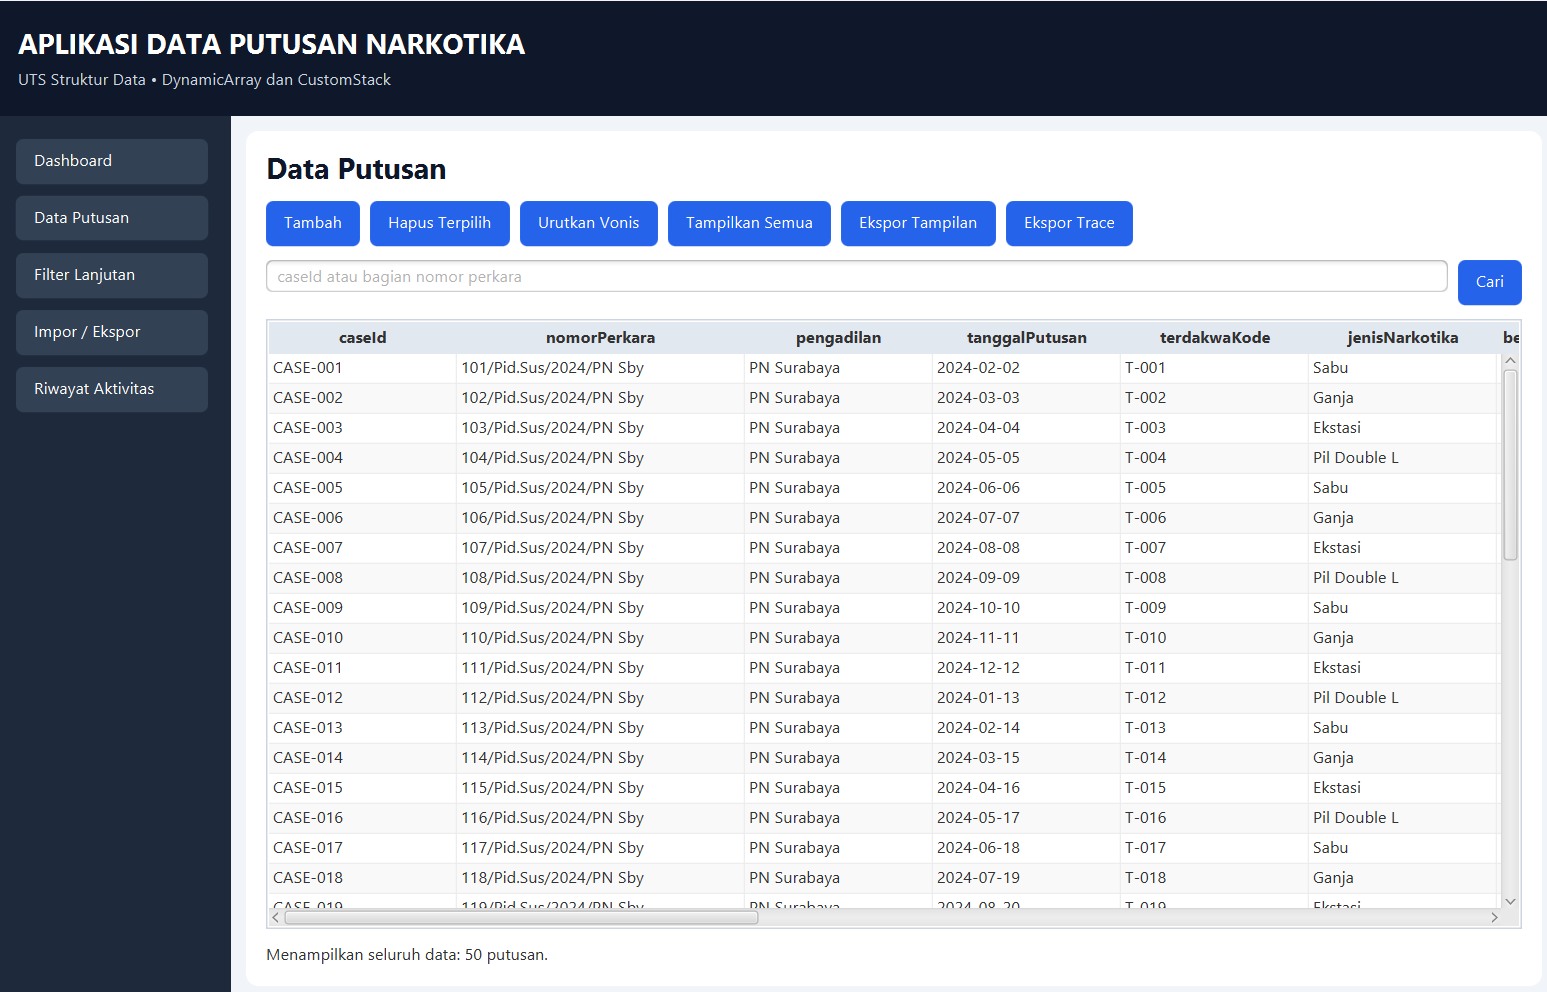 APLIKASI DATA PUTUSAN NARKOTIKA
UTS Struktur Data • DynamicArray dan CustomStack
Dashboard
Data Putusan
Filter Lanjutan
Impor / Ekspor
Riwayat Aktivitas
Data Putusan
Tambah Hapus Terpilih Urutkan Vonis Tampilkan Semua Ekspor Tampilan Ekspor Trace
caseId atau bagian nomor perkara Cari
caseId nomorPerkara pengadilan tanggalPutusan terdakwaKode jenisNarkotika be
CASE-001 101/Pid.Sus/2024/PN Sby PN Surabaya 2024-02-02 T-001 Sabu
CASE-002 102/Pid.Sus/2024/PN Sby PN Surabaya 2024-03-03 T-002 Ganja
CASE-003 103/Pid.Sus/2024/PN Sby PN Surabaya 2024-04-04 T-003 Ekstasi
CASE-004 104/Pid.Sus/2024/PN Sby PN Surabaya 2024-05-05 T-004 Pil Double L
CASE-005 105/Pid.Sus/2024/PN Sby PN Surabaya 2024-06-06 T-005 Sabu
CASE-006 106/Pid.Sus/2024/PN Sby PN Surabaya 2024-07-07 T-006 Ganja
CASE-007 107/Pid.Sus/2024/PN Sby PN Surabaya 2024-08-08 T-007 Ekstasi
CASE-008 108/Pid.Sus/2024/PN Sby PN Surabaya 2024-09-09 T-008 Pil Double L
CASE-009 109/Pid.Sus/2024/PN Sby PN Surabaya 2024-10-10 T-009 Sabu
CASE-010 110/Pid.Sus/2024/PN Sby PN Surabaya 2024-11-11 T-010 Ganja
CASE-011 111/Pid.Sus/2024/PN Sby PN Surabaya 2024-12-12 T-011 Ekstasi
CASE-012 112/Pid.Sus/2024/PN Sby PN Surabaya 2024-01-13 T-012 Pil Double L
CASE-013 113/Pid.Sus/2024/PN Sby PN Surabaya 2024-02-14 T-013 Sabu
CASE-014 114/Pid.Sus/2024/PN Sby PN Surabaya 2024-03-15 T-014 Ganja
CASE-015 115/Pid.Sus/2024/PN Sby PN Surabaya 2024-04-16 T-015 Ekstasi
CASE-016 116/Pid.Sus/2024/PN Sby PN Surabaya 2024-05-17 T-016 Pil Double L
CASE-017 117/Pid.Sus/2024/PN Sby PN Surabaya 2024-06-18 T-017 Sabu
CASE-018 118/Pid.Sus/2024/PN Sby PN Surabaya 2024-07-19 T-018 Ganja
CASE-019 119/Pid.Sus/2024/PN Sby PN Surabaya 2024-08-20 T-019 Ekstasi
Menampilkan seluruh data: 50 putusan.